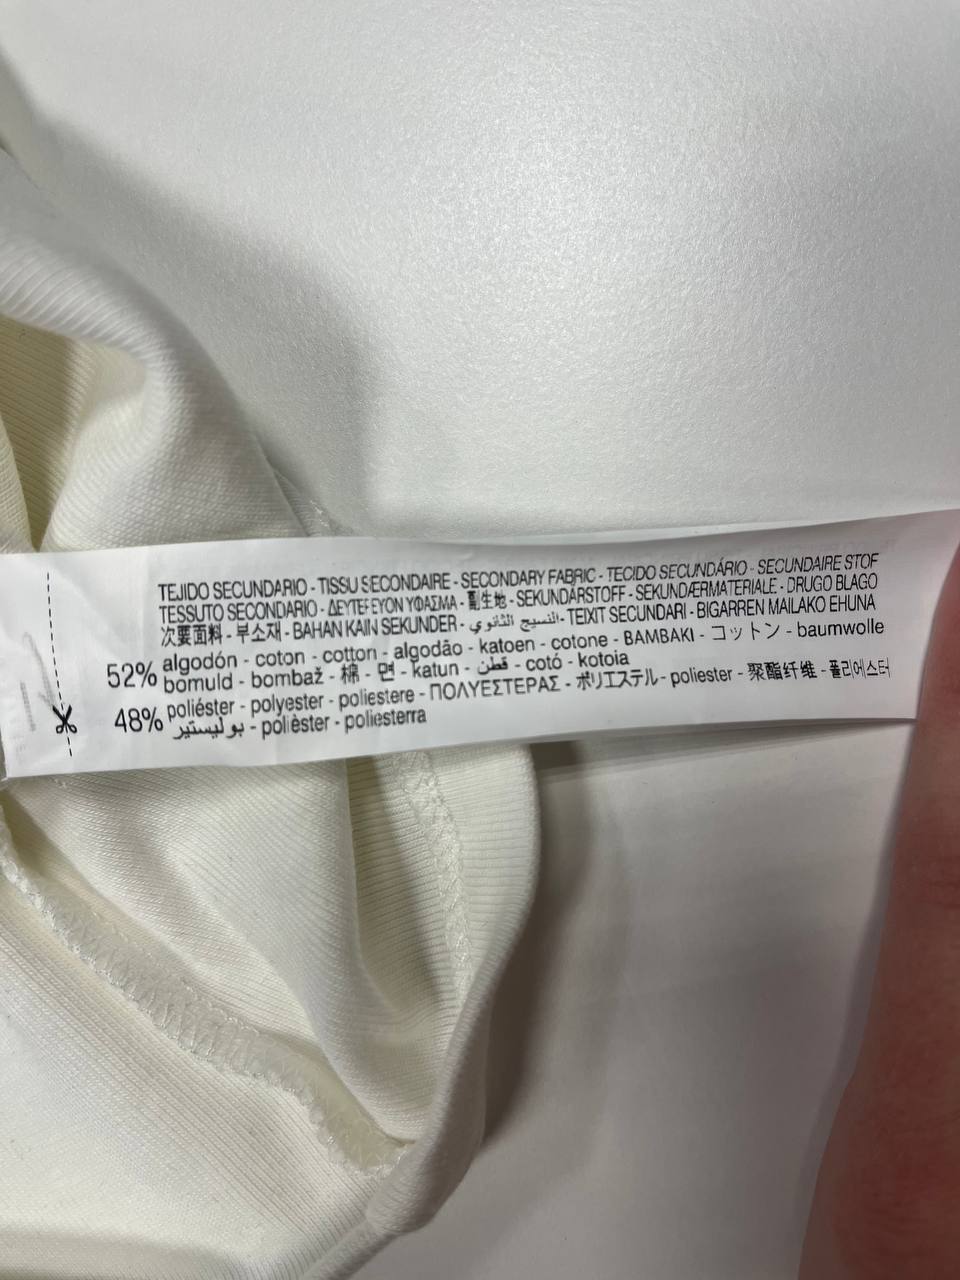 TEJIDO SECUNDARIO - TISSU SECONDAIRE - SECONDARY FABRIC - TECIDO SECUNDÁRIO - SECUNDAIRE STOF
TESSUTO SECONDARIO - ΔΕΥΤΕΡΕΥΟΝ ΥΦΑΣΜΑ - 副生地 - SEKUNDÄRSTOFF - SEKUNDÆRMATERIALE - DRUGO BLAGO
次要面料 - 부소재 - BAHAN KAIN SEKUNDER - النسيج الثانوي - TEIXIT SECUNDARI - BIGARREN MAILAKO EHUNA
52% algodón - coton - cotton - algodão - katoen - cotone - BAMBAKI - コットン - baumwolle
bomuld - bombaž - 棉 - 면 - katun - قطن - cotó - kotoia
48% poliéster - polyester - poliestere - ΠΟΛΥΕΣΤΕΡΑΣ - ポリエステル - poliester - 聚酯纤维 - 폴리에스터
بوليستير - polièster - poliesterra